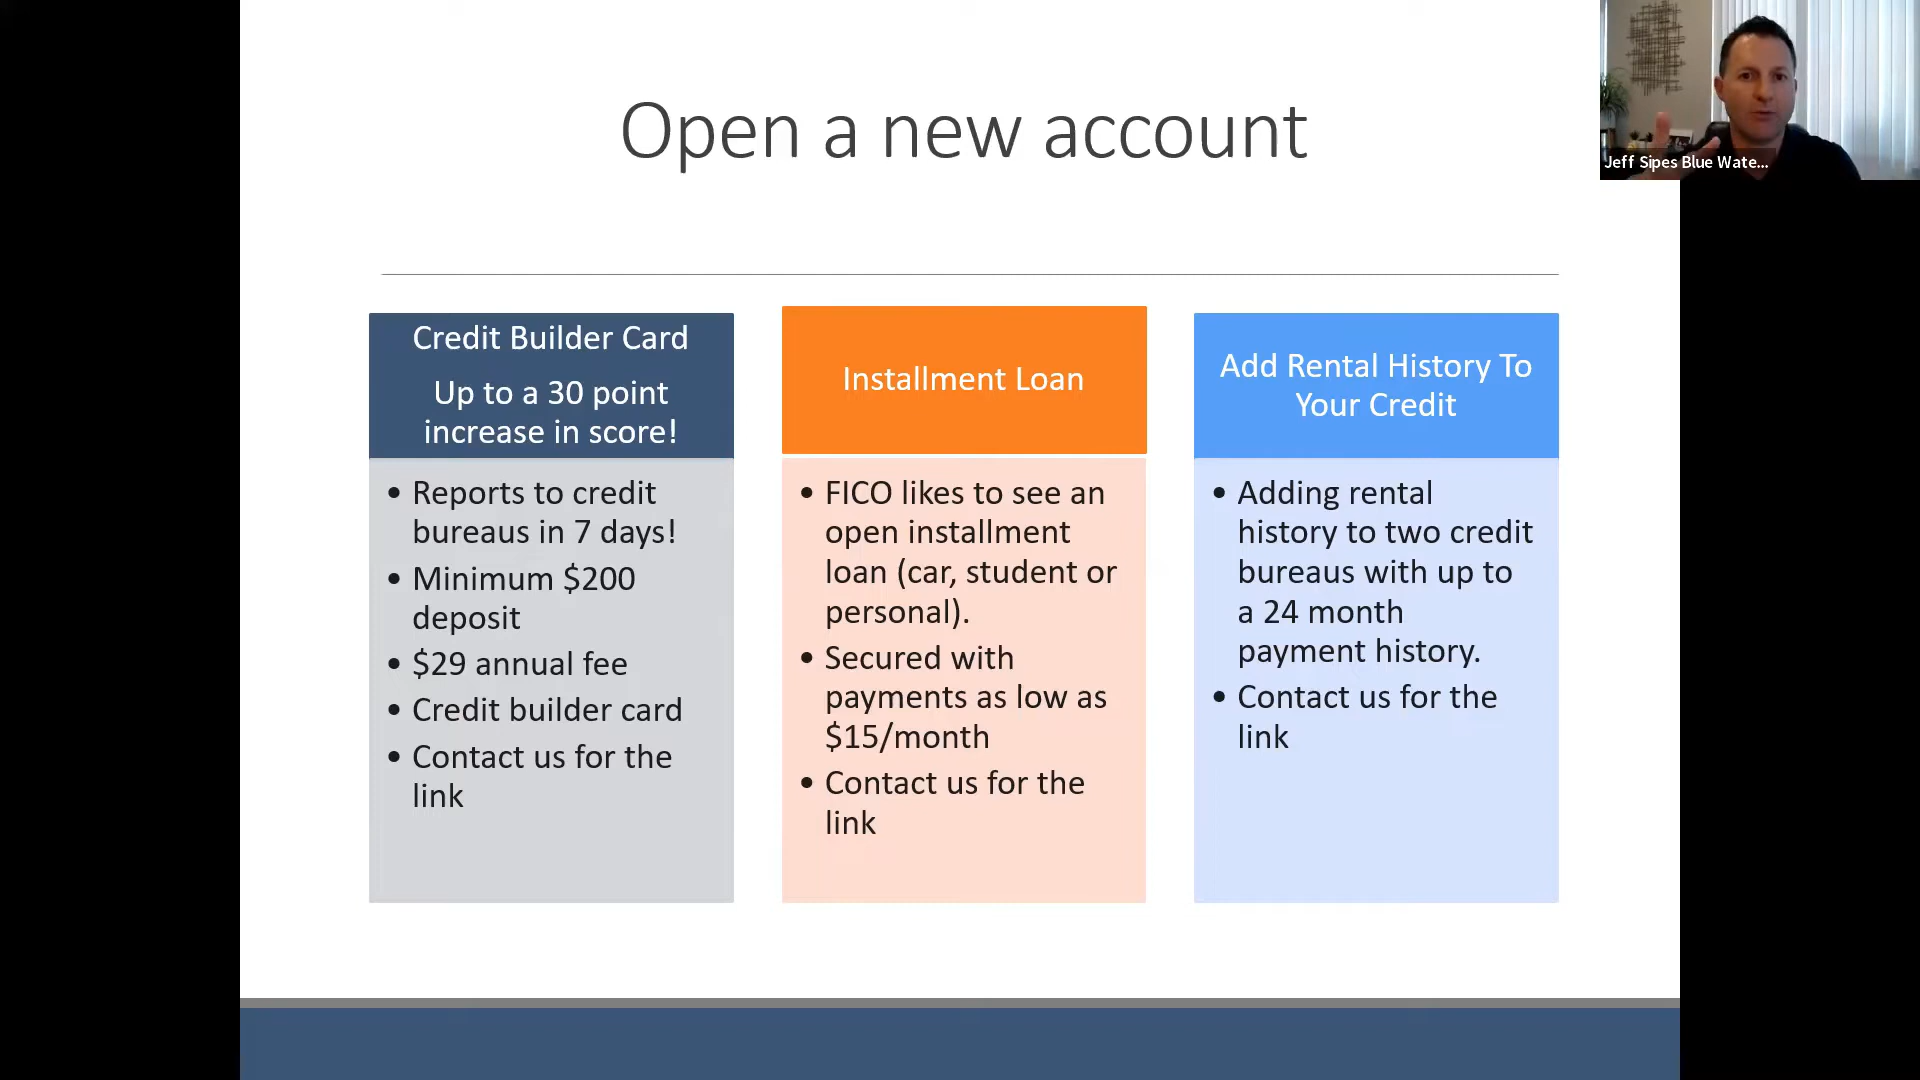 Open a new account
Jeff Sipes Blue Wate...
Credit Builder Card
Up to a 30 point
increase in score!
• Reports to credit
bureaus in 7 days!
• Minimum $200
deposit
• $29 annual fee
• Credit builder card
• Contact us for the
link
Installment Loan
• FICO likes to see an
open installment
loan (car, student or
personal).
• Secured with
payments as low as
$15/month
• Contact us for the
link
Add Rental History To
Your Credit
• Adding rental
history to two credit
bureaus with up to
a 24 month
payment history.
• Contact us for the
link